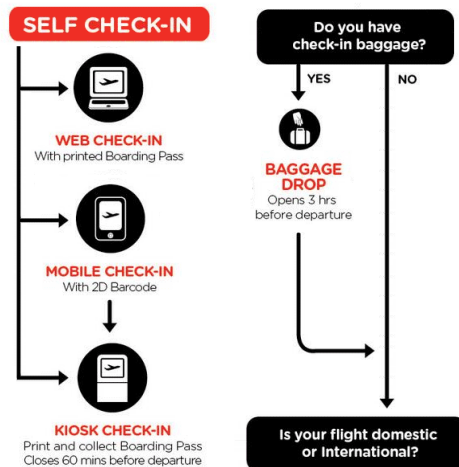 SELF CHECK-IN
WEB CHECK-IN
With printed Boarding Pass
MOBILE CHECK-IN
With 2D Barcode
KIOSK CHECK-IN
Print and collect Boarding Pass
Closes 60 mins before departure
Do you have
check-in baggage?
YES
NO
BAGGAGE
DROP
Opens 3 hrs
before departure
Is your flight domestic
or International?